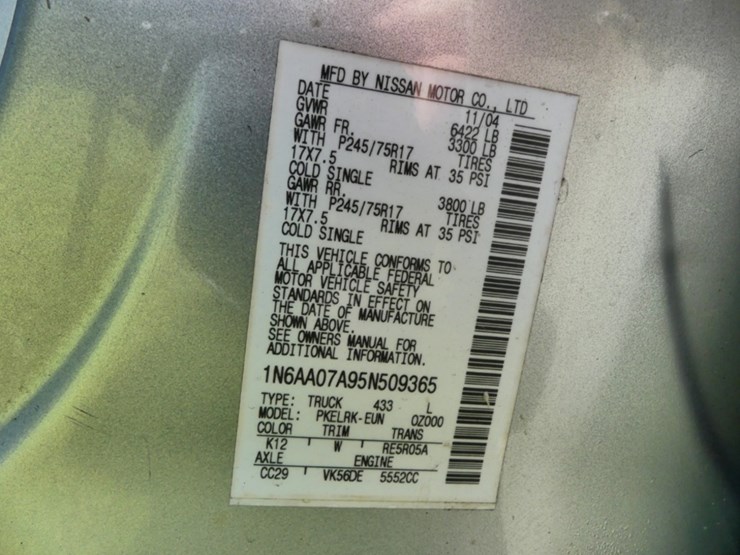 MFD BY NISSAN MOTOR CO., LTD
DATE 11/04
GVWR 6422 LB
GAWR FR. 3300 LB
WITH P245/75R17 TIRES
17X7.5 RIMS AT 35 PSI
COLD SINGLE
GAWR RR. 3800 LB
WITH P245/75R17 TIRES
17X7.5 RIMS AT 35 PSI
COLD SINGLE
THIS VEHICLE CONFORMS TO
ALL APPLICABLE FEDERAL
MOTOR VEHICLE SAFETY
STANDARDS IN EFFECT ON
THE DATE OF MANUFACTURE
SHOWN ABOVE.
SEE OWNERS MANUAL FOR
ADDITIONAL INFORMATION.
1N6AA07A95N509365
TYPE: TRUCK 433 L
MODEL: PKELRK-EUN 0Z000
COLOR TRIM TRANS
K12 W RE5R05A
AXLE ENGINE
CC29 VK56DE 5552CC